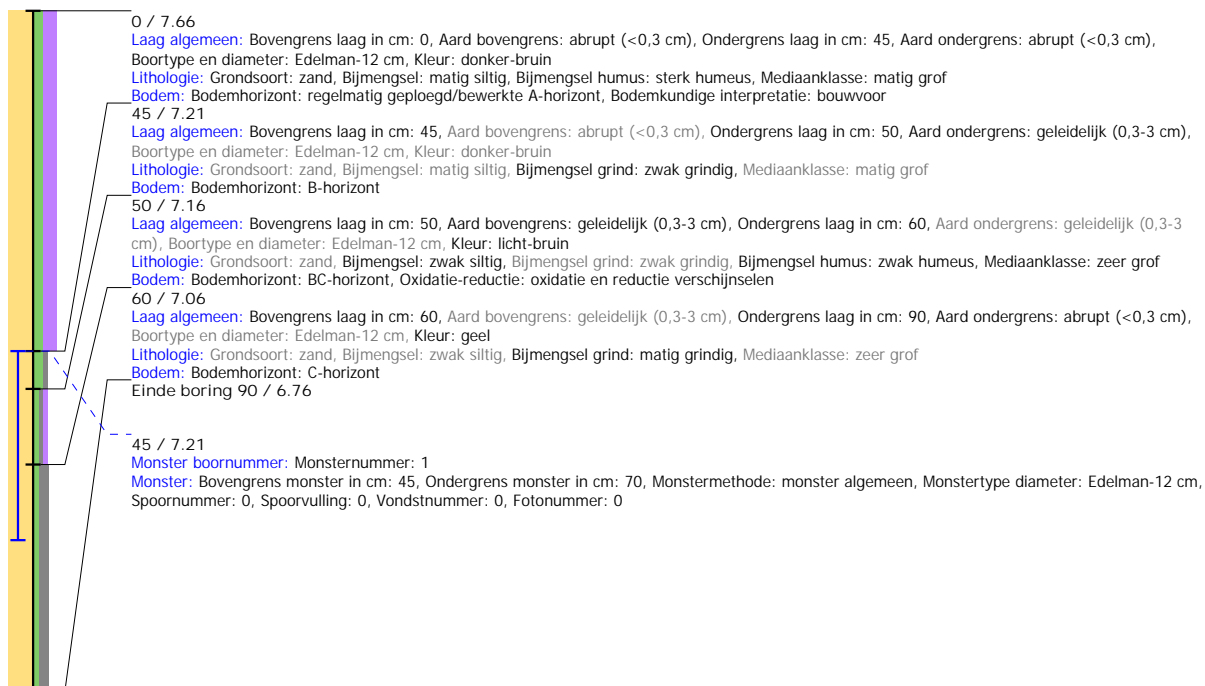 0 / 7.66
Laag algemeen: Bovengrens laag in cm: 0, Aard bovengrens: abrupt (<0,3 cm), Ondergrens laag in cm: 45, Aard ondergrens: abrupt (<0,3 cm),
Boortype en diameter: Edelman-12 cm, Kleur: donker-bruin
Lithologie: Grondsoort: zand, Bijmengsel: matig siltig, Bijmengsel humus: sterk humeus, Mediaanklasse: matig grof
Bodem: Bodemhorizont: regelmatig geploegd/bewerkte A-horizont, Bodemkundige interpretatie: bouwvoor
45 / 7.21
Laag algemeen: Bovengrens laag in cm: 45, Aard bovengrens: abrupt (<0,3 cm), Ondergrens laag in cm: 50, Aard ondergrens: geleidelijk (0,3-3 cm),
Boortype en diameter: Edelman-12 cm, Kleur: donker-bruin
Lithologie: Grondsoort: zand, Bijmengsel: matig siltig, Bijmengsel grind: zwak grindig, Mediaanklasse: matig grof
Bodem: Bodemhorizont: B-horizont
50 / 7.16
Laag algemeen: Bovengrens laag in cm: 50, Aard bovengrens: geleidelijk (0,3-3 cm), Ondergrens laag in cm: 60, Aard ondergrens: geleidelijk (0,3-3
cm), Boortype en diameter: Edelman-12 cm, Kleur: licht-bruin
Lithologie: Grondsoort: zand, Bijmengsel: zwak siltig, Bijmengsel grind: zwak grindig, Bijmengsel humus: zwak humeus, Mediaanklasse: zeer grof
Bodem: Bodemhorizont: BC-horizont, Oxidatie-reductie: oxidatie en reductie verschijnselen
60 / 7.06
Laag algemeen: Bovengrens laag in cm: 60, Aard bovengrens: geleidelijk (0,3-3 cm), Ondergrens laag in cm: 90, Aard ondergrens: abrupt (<0,3 cm),
Boortype en diameter: Edelman-12 cm, Kleur: geel
Lithologie: Grondsoort: zand, Bijmengsel: zwak siltig, Bijmengsel grind: matig grindig, Mediaanklasse: zeer grof
Bodem: Bodemhorizont: C-horizont
Einde boring 90 / 6.76
45 / 7.21
Monster boornummer: Monsternummer: 1
Monster: Bovengrens monster in cm: 45, Ondergrens monster in cm: 70, Monstermethode: monster algemeen, Monstertype diameter: Edelman-12 cm,
Spoornummer: 0, Spoorvulling: 0, Vondstnummer: 0, Fotonummer: 0